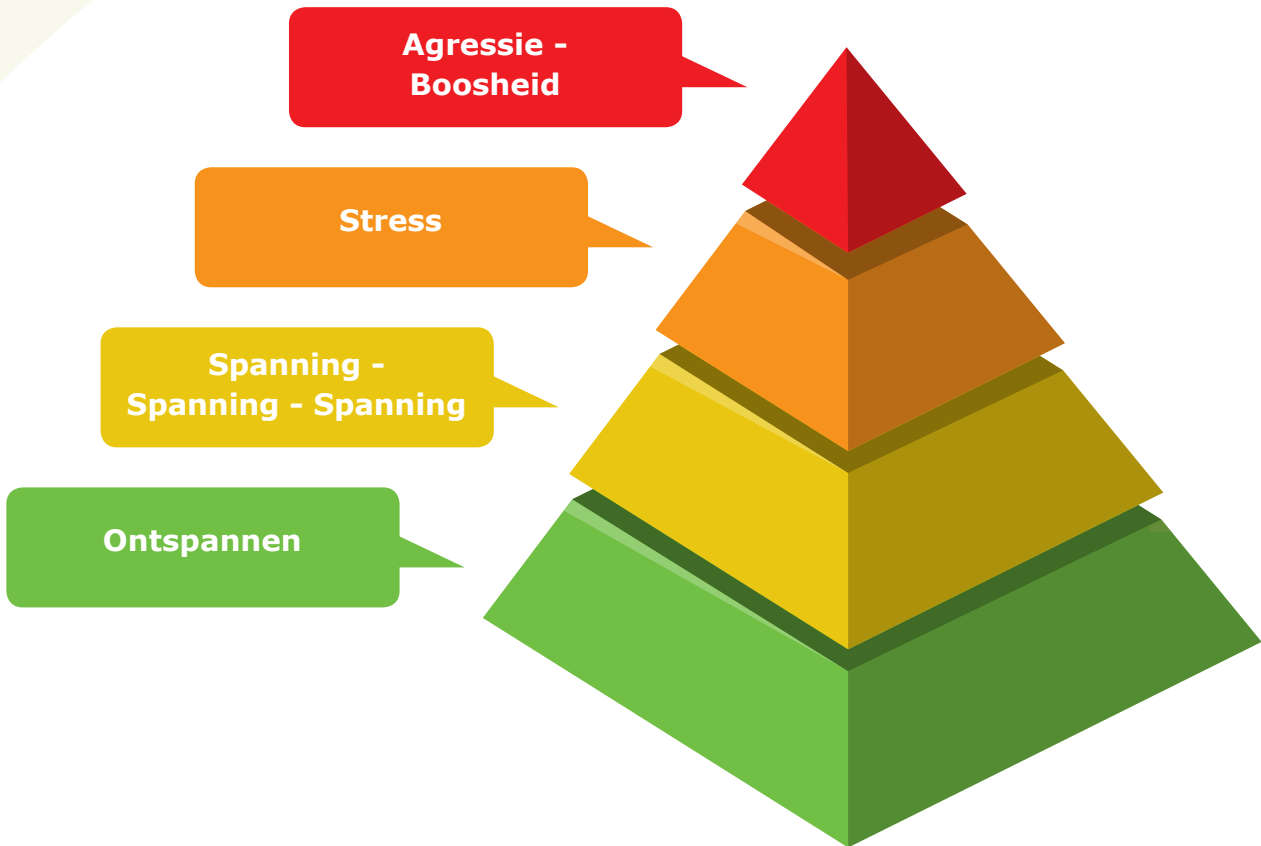 Agressie –
Boosheid
Stress
Spanning –
Spanning – Spanning
Ontspannen